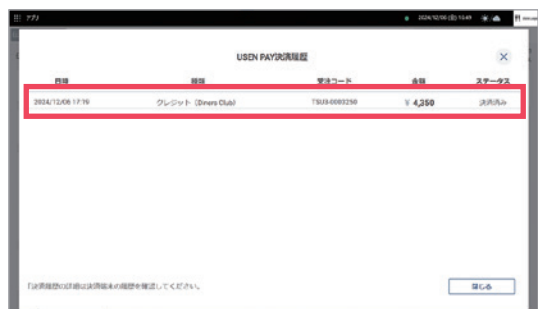 アプリ 2024/12/06 (金)
USEN PAY決済履歴 ×
日時 種別 受注コード 金額 ステータス
2024/12/06 17:19 クレジット (Diners Club) TSU3-0003250 ¥ 4,350 決済済み
決済履歴の詳細は決済端末の履歴を確認してください。 閉じる